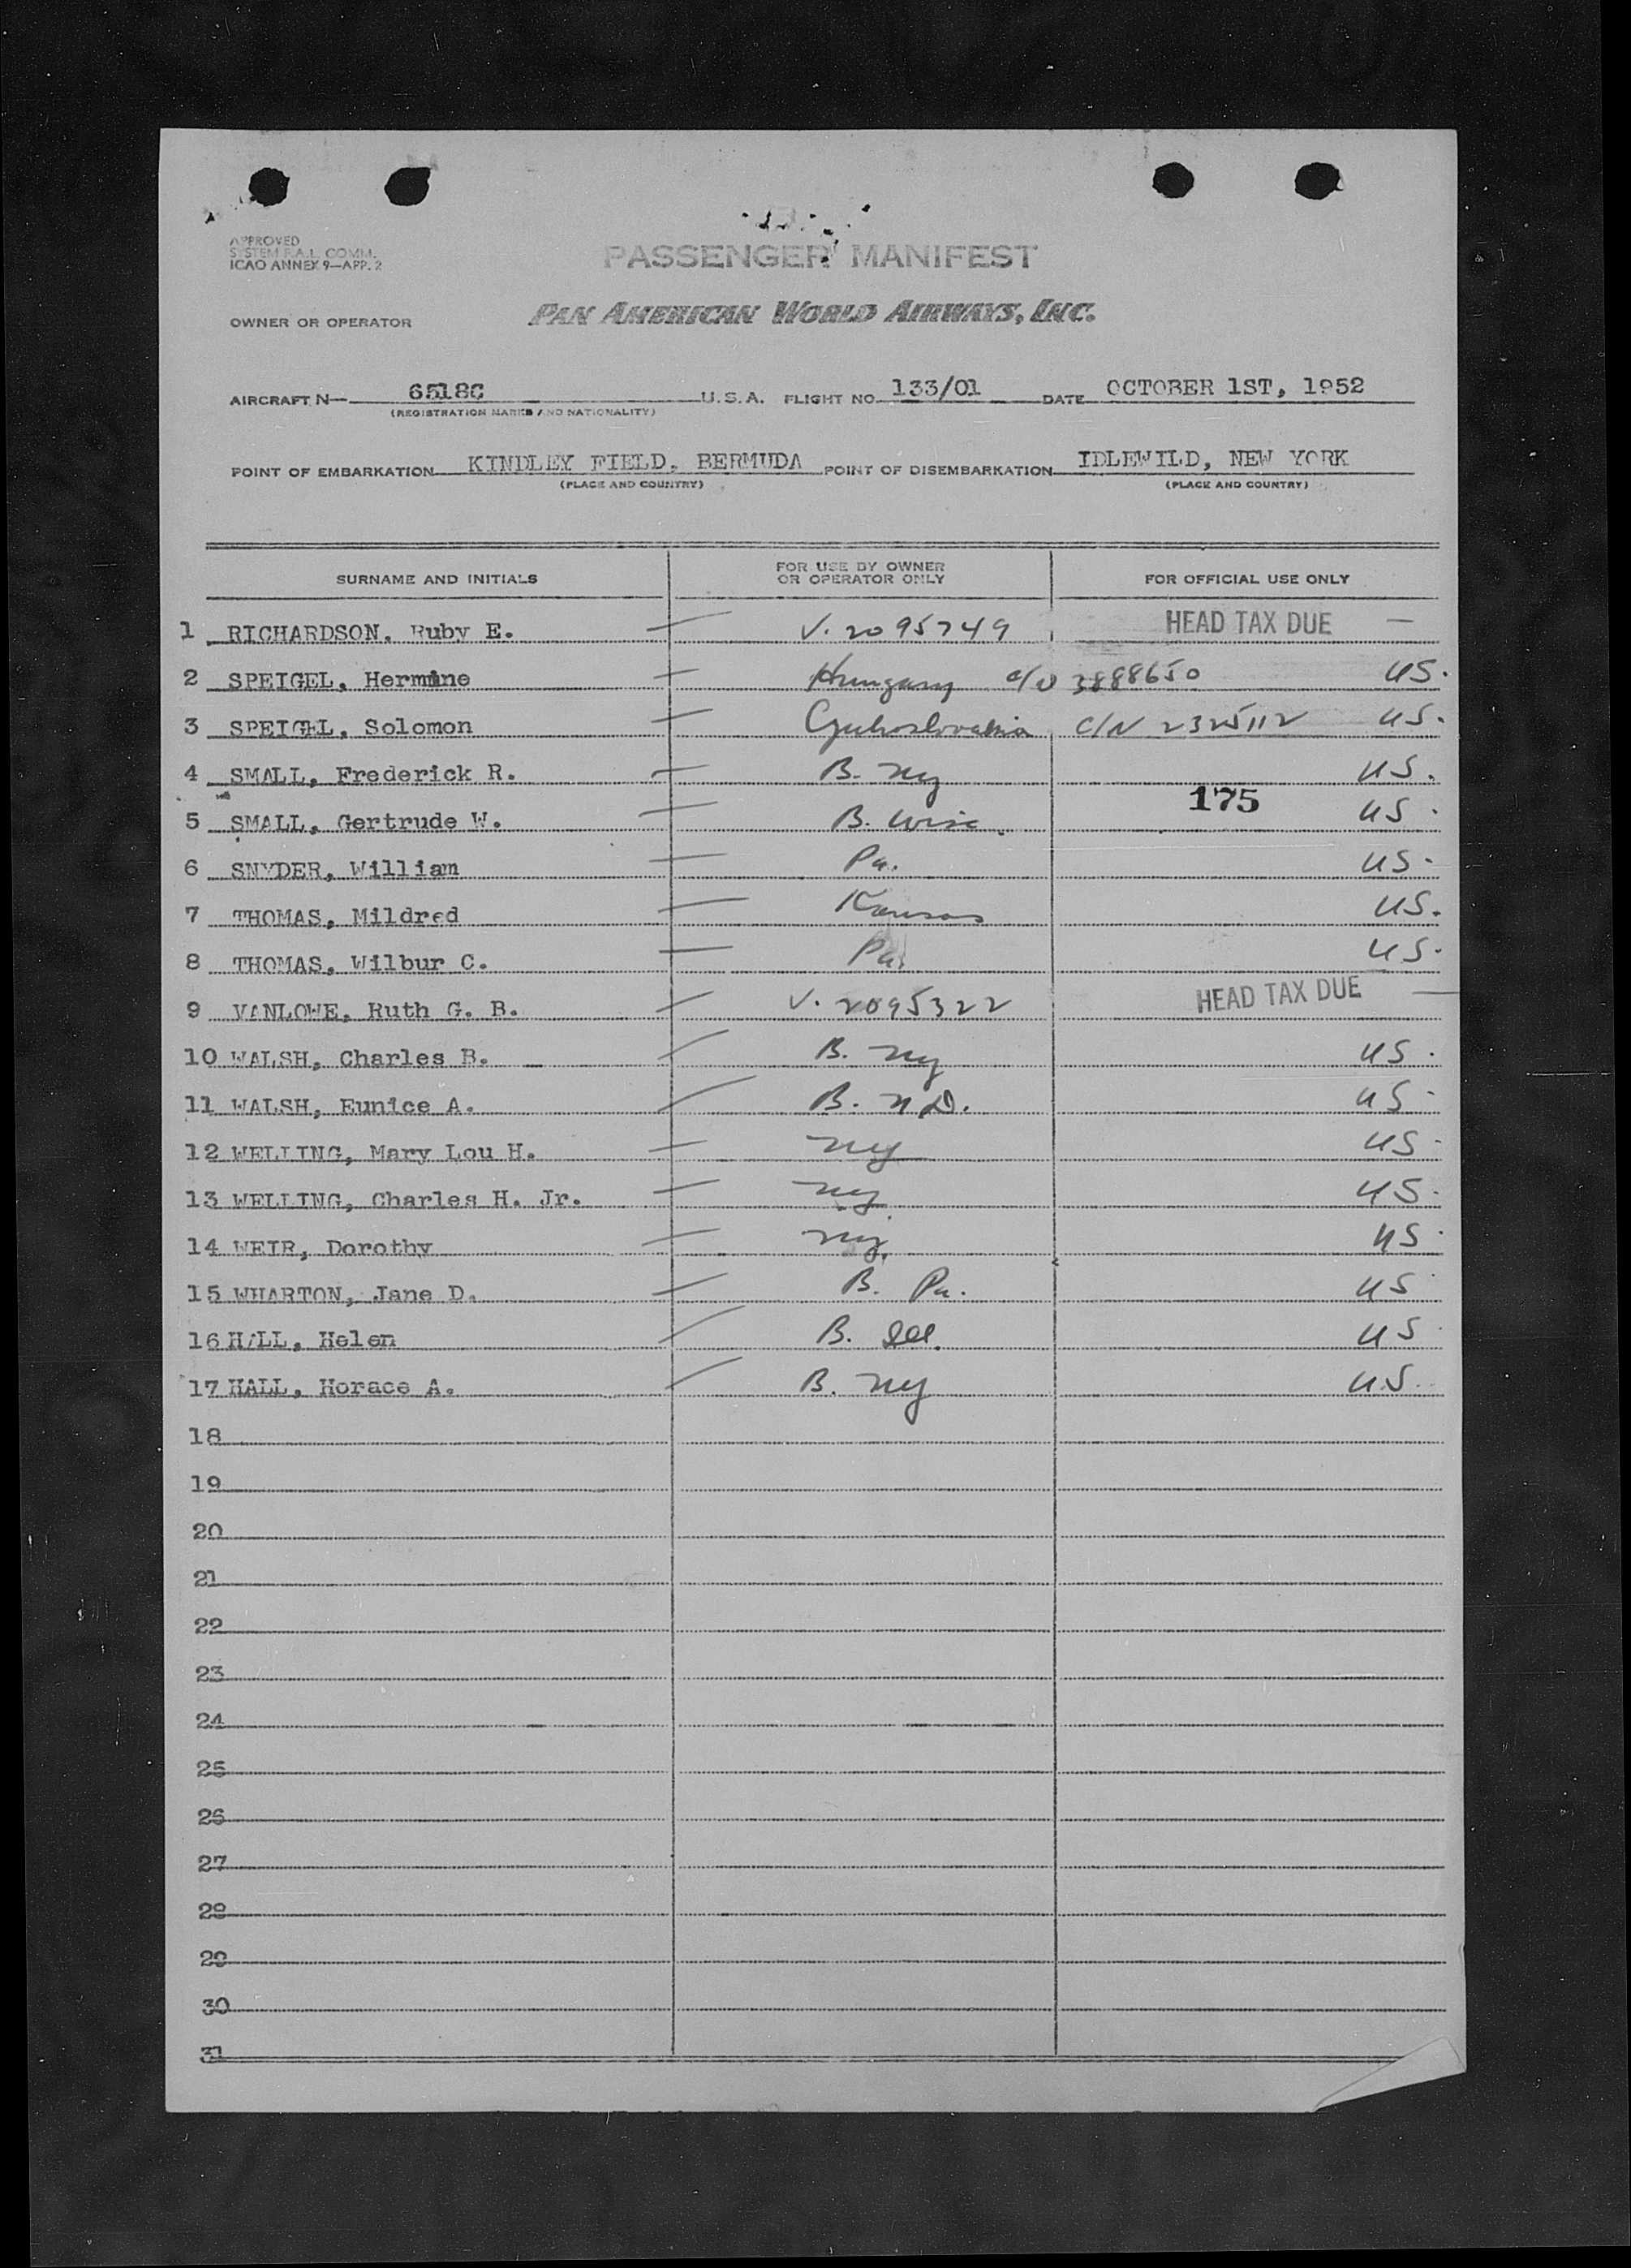 APPROVED
SYSTEM F.A.L. COMM.
ICAO ANNEX 9—APP. 2
PASSENGER MANIFEST
OWNER OR OPERATOR PAN AMERICAN WORLD AIRWAYS, INC.
AIRCRAFT N— 6518C U.S.A. FLIGHT NO. 133/01 DATE OCTOBER 1ST, 1952
(REGISTRATION MARKS AND NATIONALITY)
POINT OF EMBARKATION KINDLEY FIELD, BERMUDA POINT OF DISEMBARKATION IDLEWILD, NEW YORK
(PLACE AND COUNTRY) (PLACE AND COUNTRY)
SURNAME AND INITIALS FOR USE BY OWNER OR OPERATOR ONLY FOR OFFICIAL USE ONLY
1 RICHARDSON, Ruby E. — V. 2095749 HEAD TAX DUE —
2 SPEIGEL, Hermine — Hungary 3888650 US.
3 SPEIGEL, Solomon — C/N 2325112 US.
4 SMALL, Frederick R. — B. Ny US.
175
5 SMALL, Gertrude W. — B. Wisc. US.
6 SNYDER, William — Pa. US.
7 THOMAS, Mildred — Kansas US.
8 THOMAS, Wilbur C. — Pa. US.
9 VANLOWE, Ruth G. B. — V. 2095322 HEAD TAX DUE —
10 WALSH, Charles B. — B. Ny US.
11 WALSH, Eunice A. — B. N.D. US.
12 WELLING, Mary Lou H. — Ny US.
13 WELLING, Charles H. Jr. — Ny US.
14 WEIR, Dorothy — Ny. US.
15 WHARTON, Jane D. — B. Pa. US
16 HALL, Helen — B. Ill. US
17 HALL, Horace A. — B. Ny U.S.
18
19
20
21
22
23
24
25
26
27
28
29
30
31